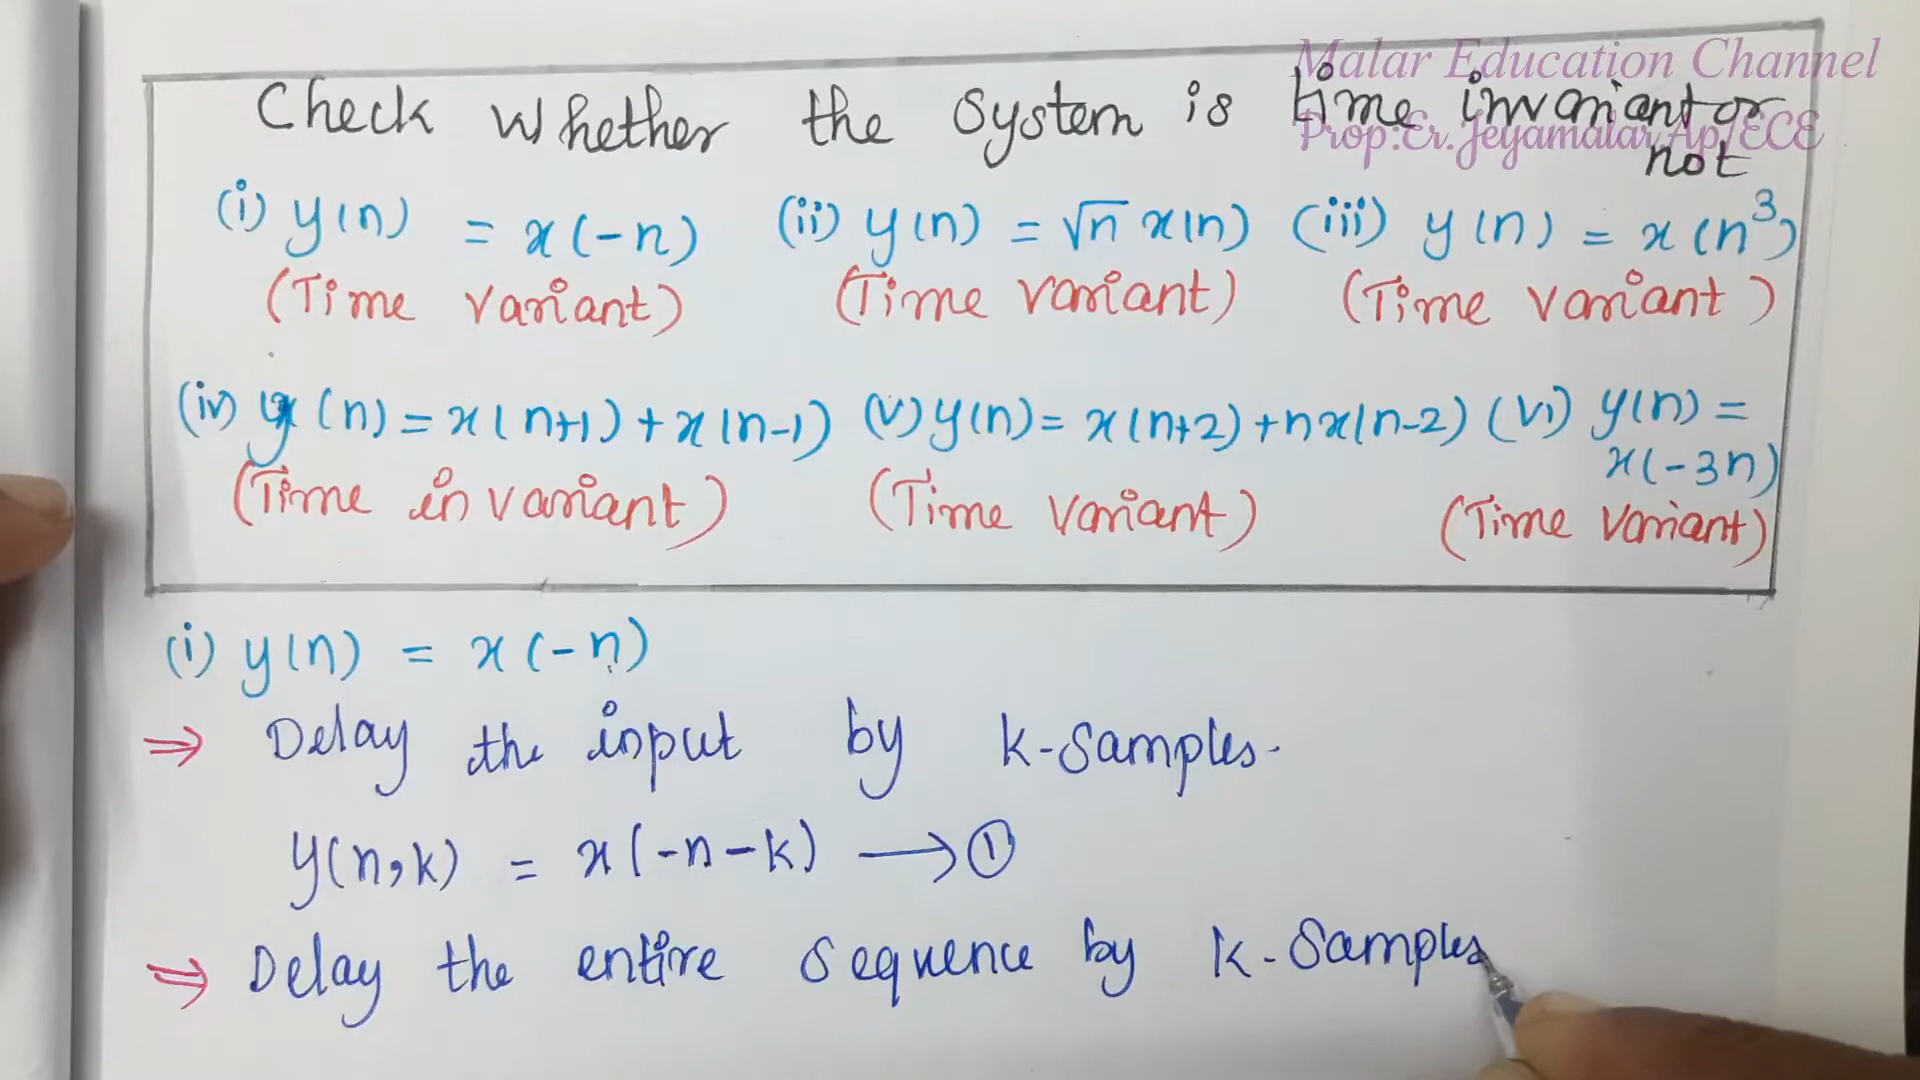 Malar Education Channel
Prop:Er.Jeyamalar,Ap/ECE
Check whether the system is time invariant or
not
(i) y(n) = x(-n) (ii) y(n) = √n x(n) (iii) y(n) = x(n³)
(Time variant) (Time variant) (Time variant)
(iv) y(n) = x(n+1) + x(n-1) (v) y(n) = x(n+2) + nx(n-2) (vi) y(n) =
x(-3n)
(Time invariant) (Time variant) (Time variant)
(i) y(n) = x(-n)
⇒ Delay the input by k-samples.
y(n,k) = x(-n-k) → ①
⇒ Delay the entire sequence by k-samples